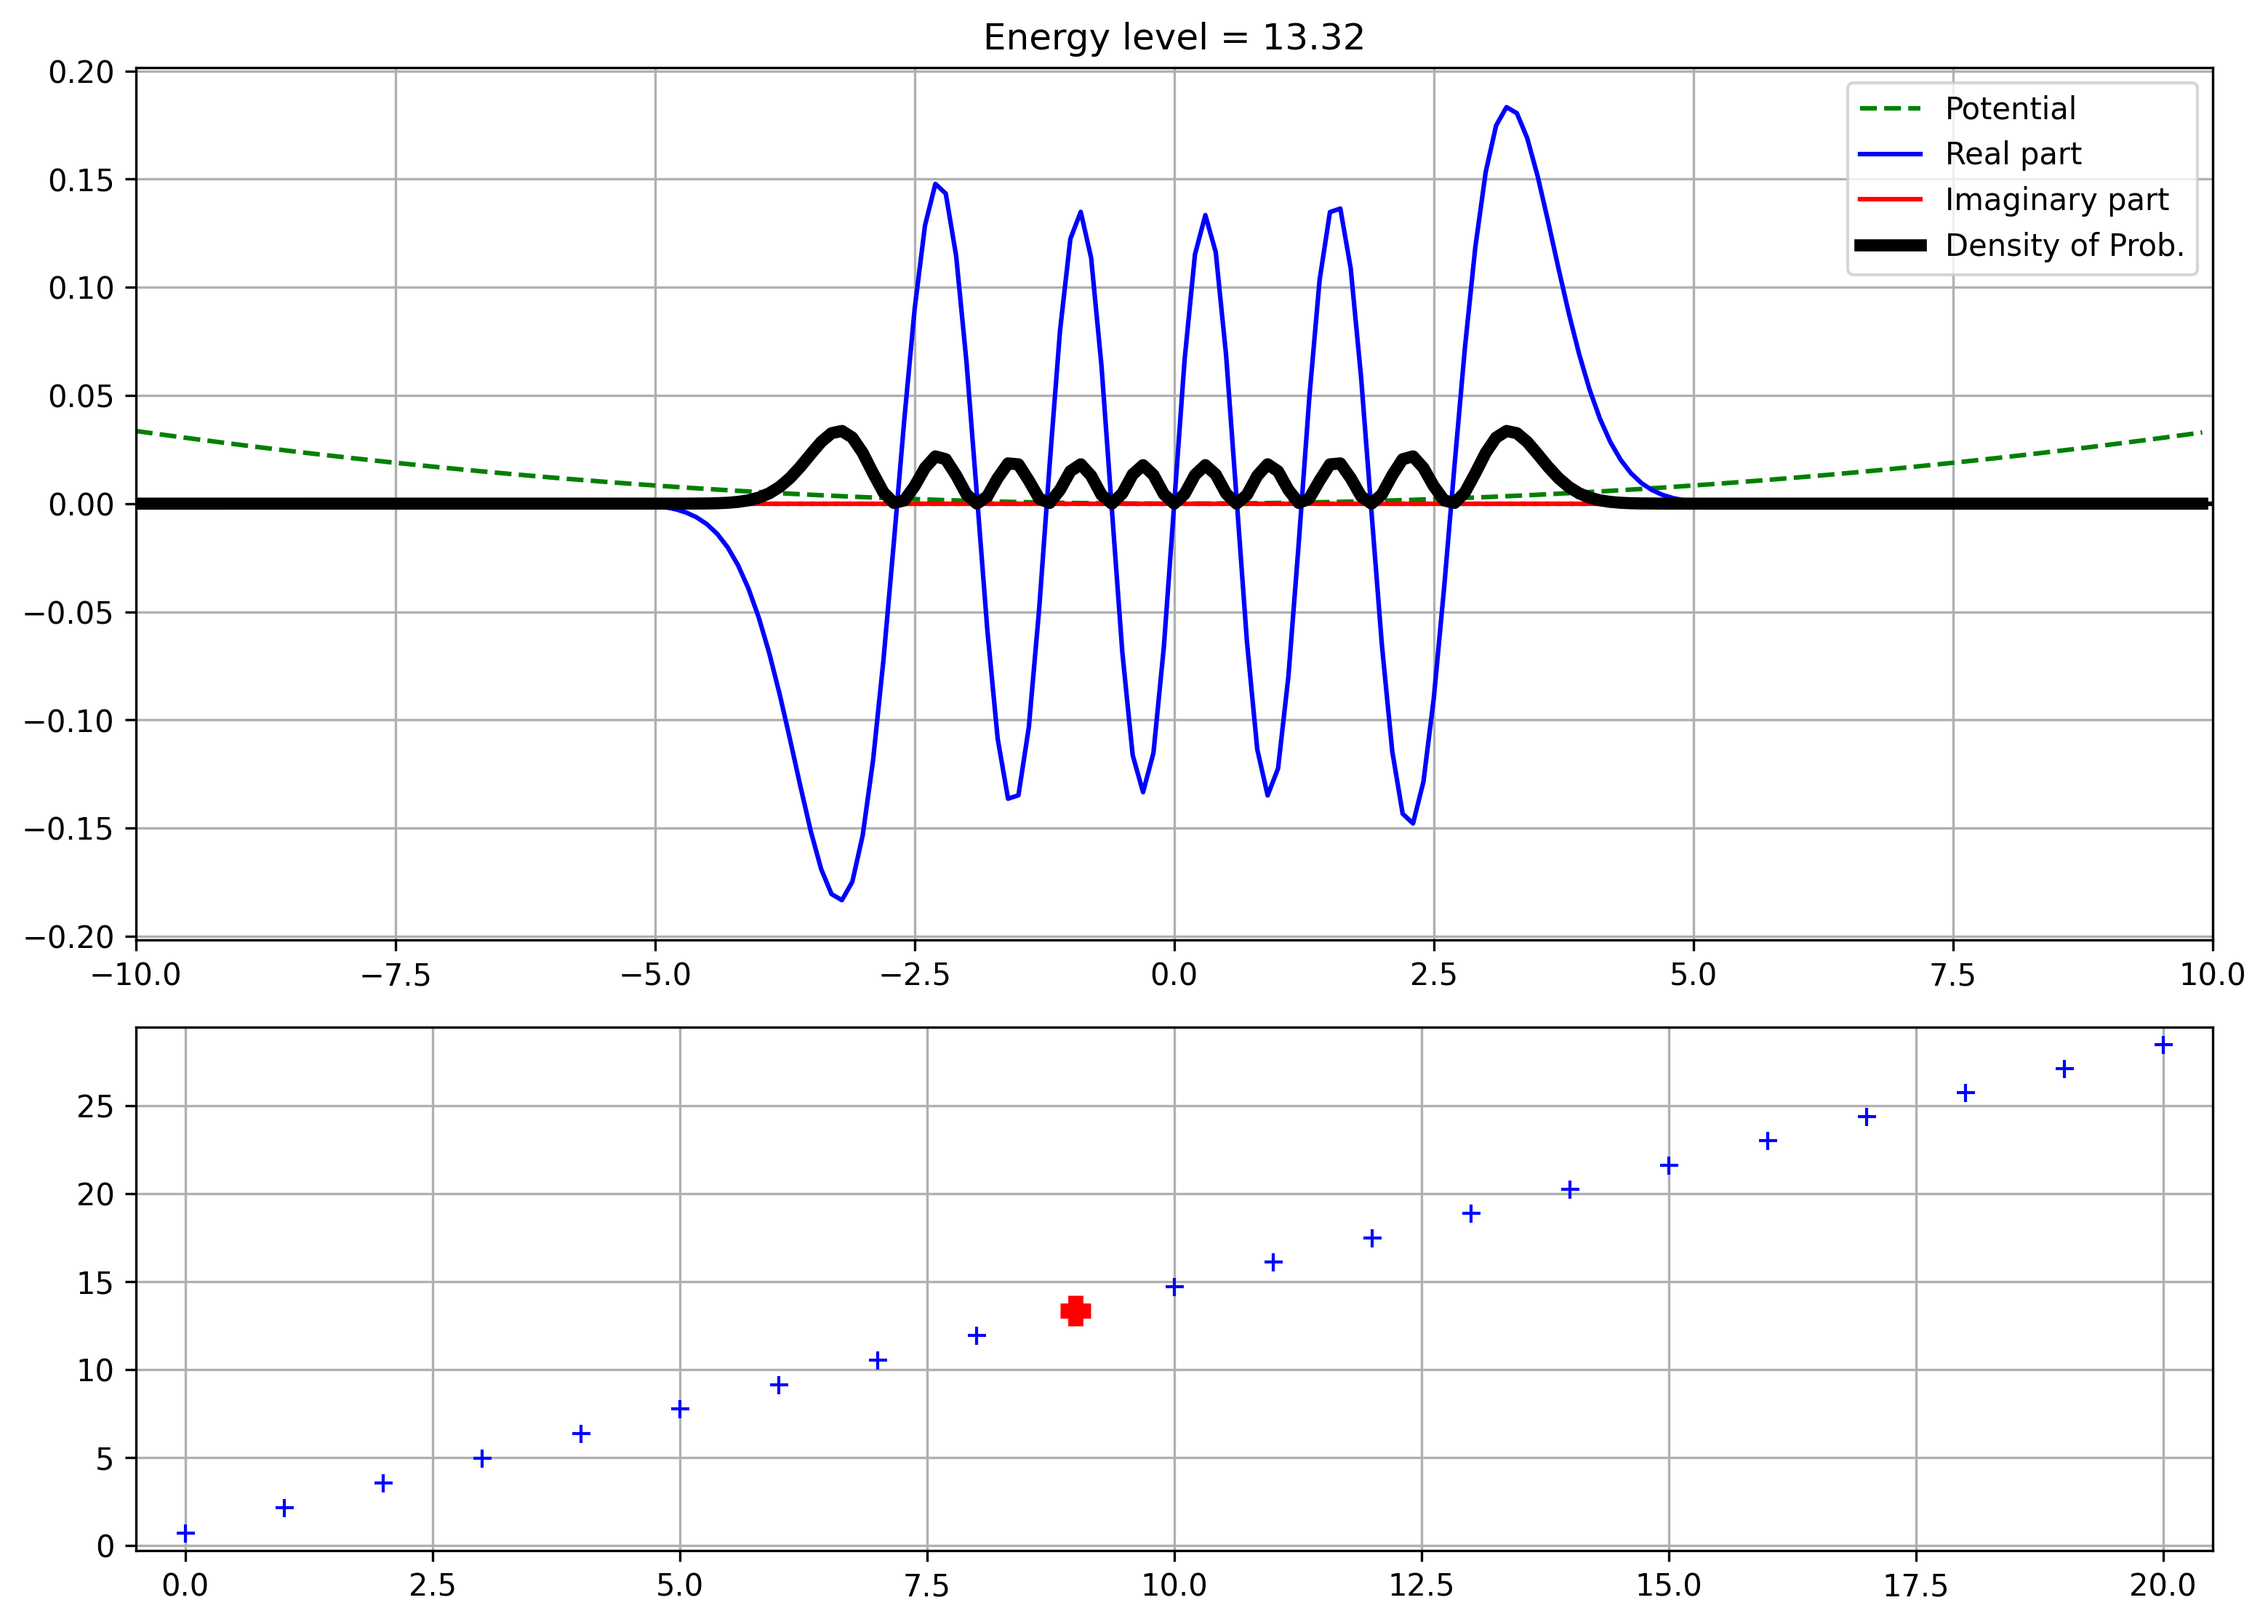 Energy level = 13.32
0.20
0.15
0.10
0.05
0.00
−0.05
−0.10
−0.15
−0.20
Potential
Real part
Imaginary part
Density of Prob.
−10.0 −7.5 −5.0 −2.5 0.0 2.5 5.0 7.5 10.0
25
20
15
10
5
0
0.0 2.5 5.0 7.5 10.0 12.5 15.0 17.5 20.0